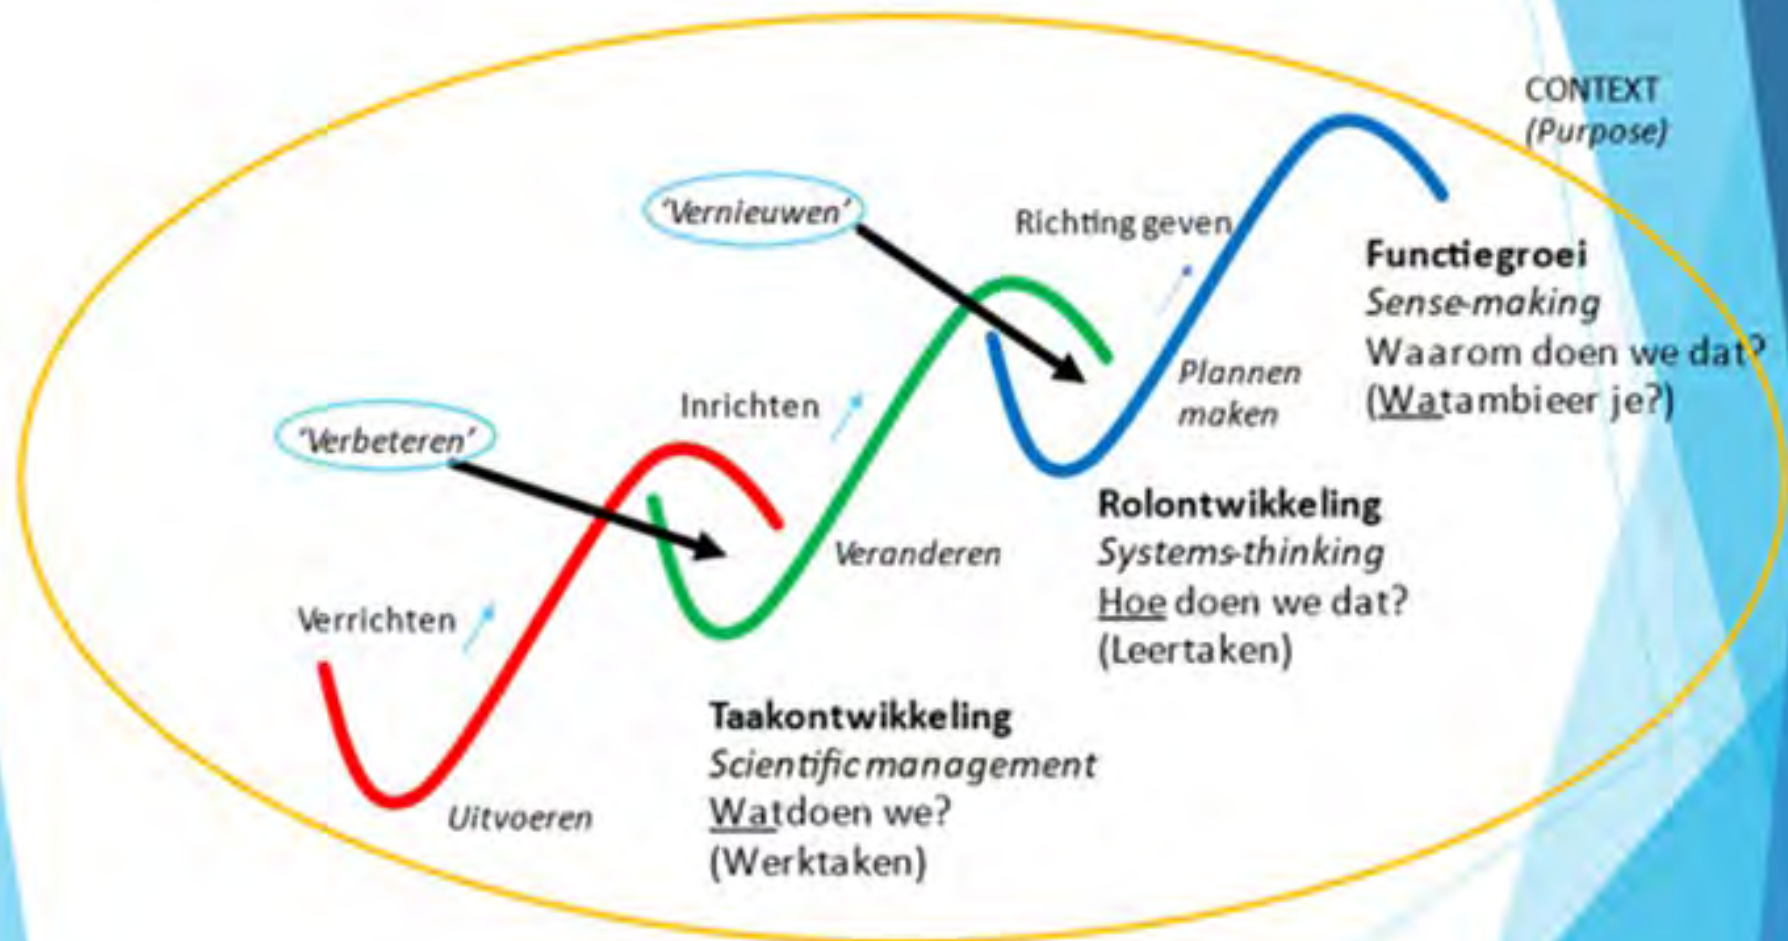 CONTEXT
(Purpose)
‘Vernieuwen’
Richting geven
Functiegroei
Sense-making
Waarom doen we dat?
(Watambieer je?)
Plannen
maken
‘Verbeteren’
Inrichten
Rolontwikkeling
Systems-thinking
Hoe doen we dat?
(Leertaken)
Veranderen
Verrichten
Taakontwikkeling
Scientific management
Watdoen we?
(Werktaken)
Uitvoeren